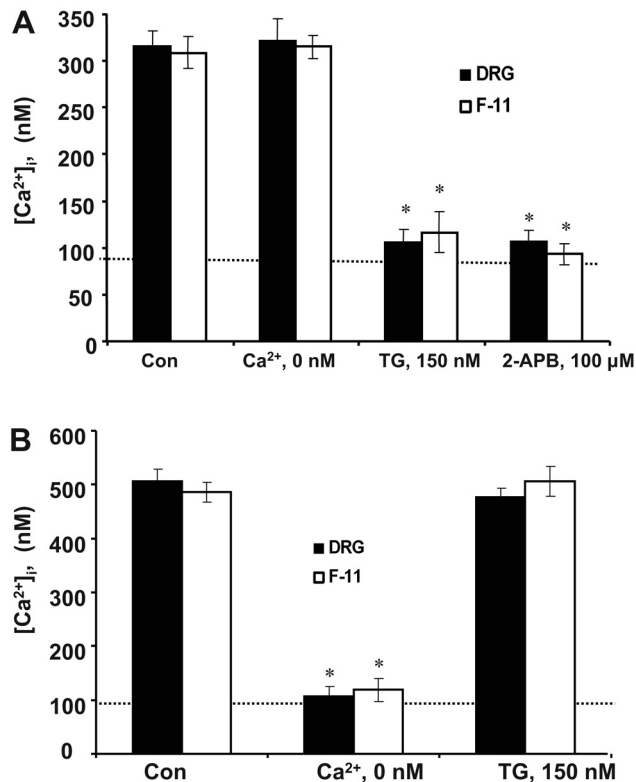 A
350
300
250
200
150
100
50
0
[Ca²⁺]ᵢ, (nM)
DRG
F-11
* * * *
Con Ca²⁺, 0 nM TG, 150 nM 2-APB, 100 µM
B
600
500
400
300
200
100
0
[Ca²⁺]ᵢ, (nM)
DRG
F-11
* *
Con Ca²⁺, 0 nM TG, 150 nM